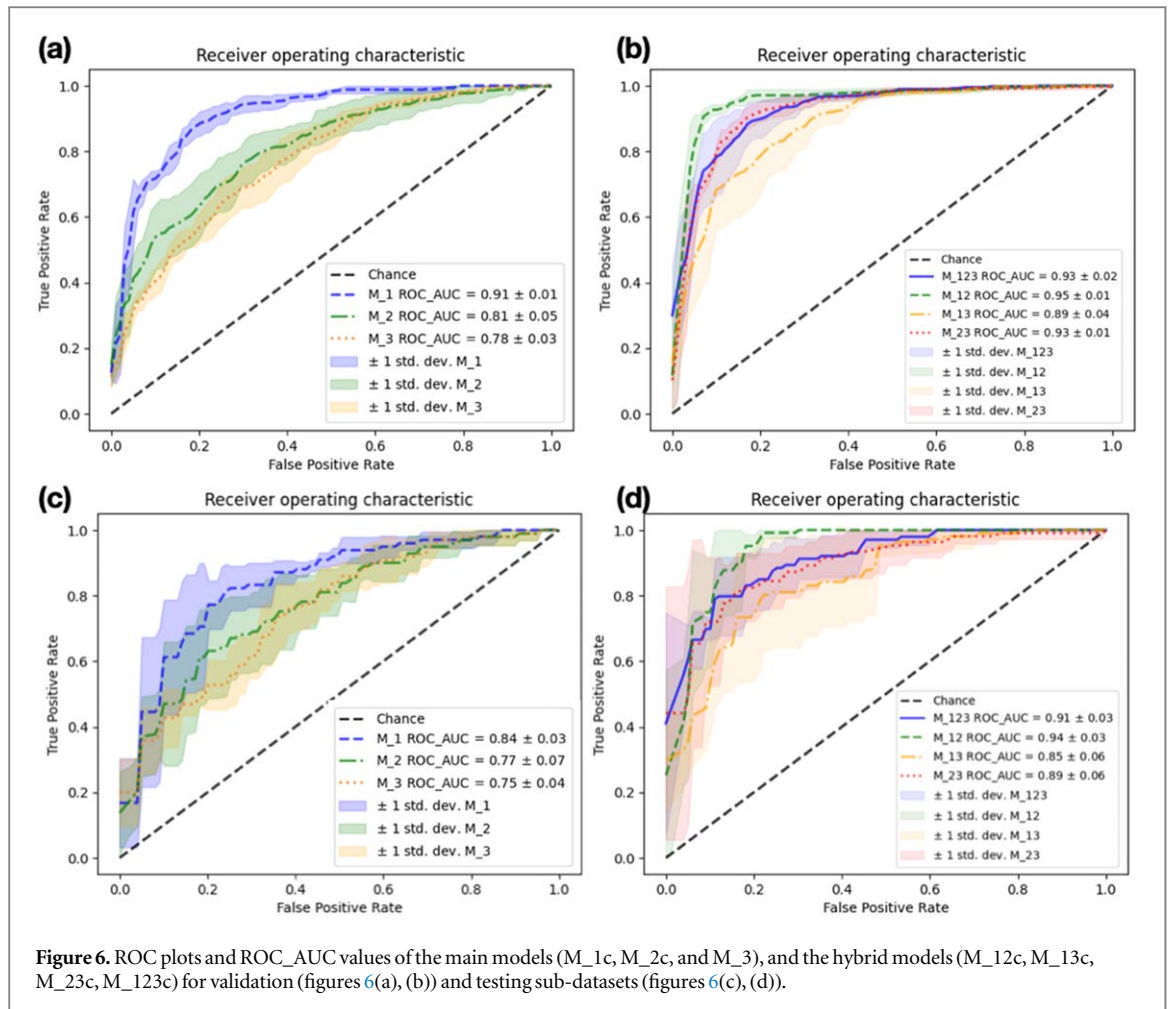 (a)
Receiver operating characteristic
True Positive Rate
1.0
0.8
0.6
0.4
0.2
0.0
Chance
M_1 ROC_AUC = 0.91 ± 0.01
M_2 ROC_AUC = 0.81 ± 0.05
M_3 ROC_AUC = 0.78 ± 0.03
± 1 std. dev. M_1
± 1 std. dev. M_2
± 1 std. dev. M_3
0.0 0.2 0.4 0.6 0.8 1.0
False Positive Rate
(b)
Receiver operating characteristic
True Positive Rate
1.0
0.8
0.6
0.4
0.2
0.0
Chance
M_123 ROC_AUC = 0.93 ± 0.02
M_12 ROC_AUC = 0.95 ± 0.01
M_13 ROC_AUC = 0.89 ± 0.04
M_23 ROC_AUC = 0.93 ± 0.01
± 1 std. dev. M_123
± 1 std. dev. M_12
± 1 std. dev. M_13
± 1 std. dev. M_23
0.0 0.2 0.4 0.6 0.8 1.0
False Positive Rate
(c)
Receiver operating characteristic
True Positive Rate
1.0
0.8
0.6
0.4
0.2
0.0
Chance
M_1 ROC_AUC = 0.84 ± 0.03
M_2 ROC_AUC = 0.77 ± 0.07
M_3 ROC_AUC = 0.75 ± 0.04
± 1 std. dev. M_1
± 1 std. dev. M_2
± 1 std. dev. M_3
0.0 0.2 0.4 0.6 0.8 1.0
False Positive Rate
(d)
Receiver operating characteristic
True Positive Rate
1.0
0.8
0.6
0.4
0.2
0.0
Chance
M_123 ROC_AUC = 0.91 ± 0.03
M_12 ROC_AUC = 0.94 ± 0.03
M_13 ROC_AUC = 0.85 ± 0.06
M_23 ROC_AUC = 0.89 ± 0.06
± 1 std. dev. M_123
± 1 std. dev. M_12
± 1 std. dev. M_13
± 1 std. dev. M_23
0.0 0.2 0.4 0.6 0.8 1.0
False Positive Rate
Figure 6. ROC plots and ROC_AUC values of the main models (M_1c, M_2c, and M_3), and the hybrid models (M_12c, M_13c,
M_23c, M_123c) for validation (figures 6(a), (b)) and testing sub-datasets (figures 6(c), (d)).